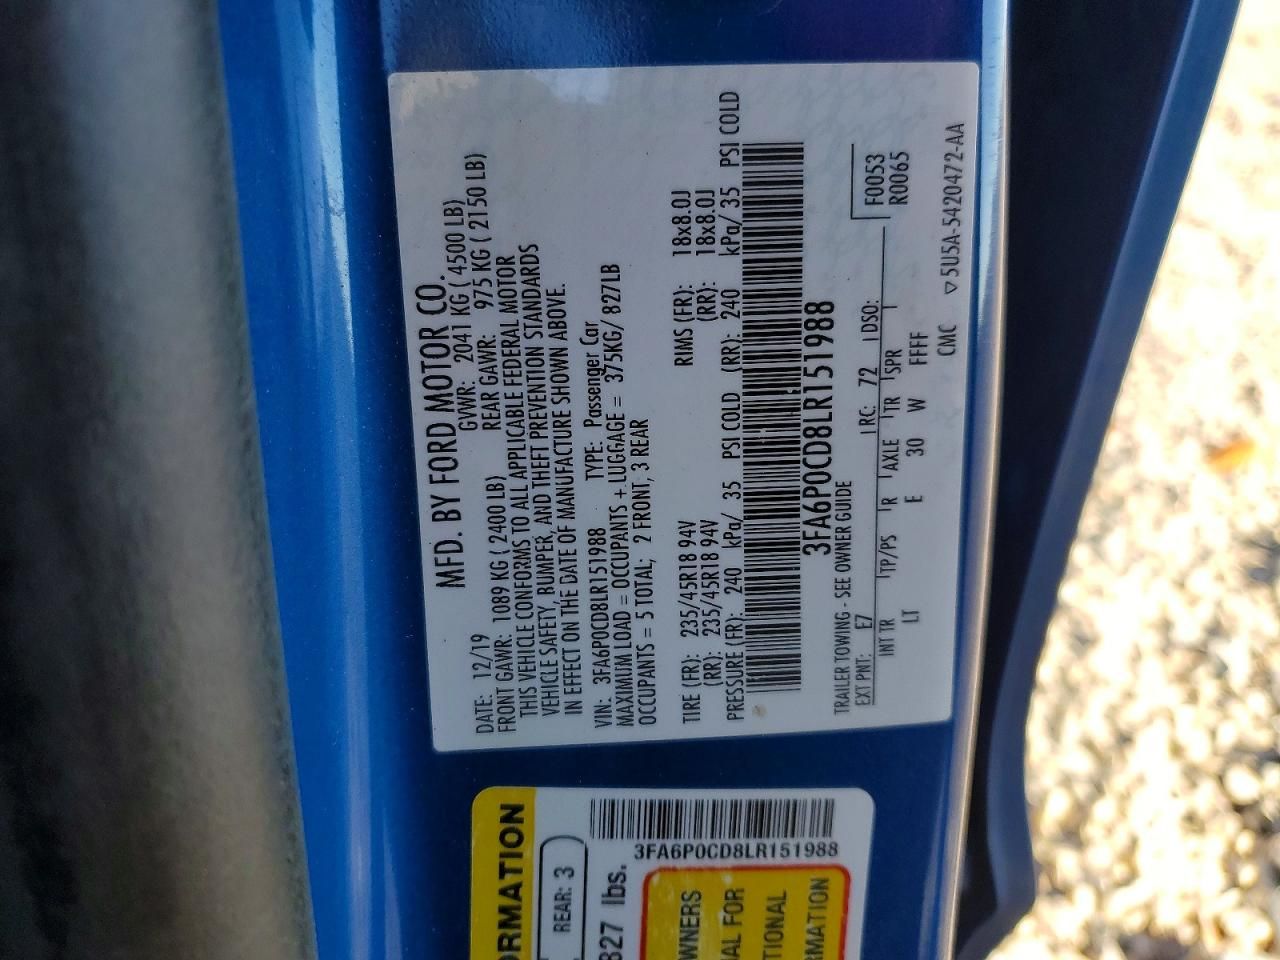 MFD. BY FORD MOTOR CO.
DATE: 12/19 GVWR: 2041 KG ( 4500 LB)
FRONT GAWR: 1089 KG ( 2400 LB) REAR GAWR: 975 KG ( 2150 LB)
THIS VEHICLE CONFORMS TO ALL APPLICABLE FEDERAL MOTOR
VEHICLE SAFETY, BUMPER, AND THEFT PREVENTION STANDARDS
IN EFFECT ON THE DATE OF MANUFACTURE SHOWN ABOVE.
VIN: 3FA6P0CD8LR151988 TYPE: Passenger Car
MAXIMUM LOAD = OCCUPANTS + LUGGAGE = 375KG/ 827LB
OCCUPANTS = 5 TOTAL; 2 FRONT, 3 REAR
TIRE (FR): 235/45R18 94V RIMS (FR): 18x8.0J
(RR): 235/45R18 94V (RR): 18x8.0J
PRESSURE (FR): 240 kPa/ 35 PSI COLD (RR): 240 kPa/ 35 PSI COLD
3FA6P0CD8LR151988
TRAILER TOWING - SEE OWNER GUIDE
F0053
EXT PNT: E7 RC: 72 DSO: R0065
INT TR TP/PS R AXLE TR SPR
LT E 30 W FFFF
CMC ▽5U5A-5420472-AA
ORMATION
REAR: 3
827 lbs.
3FA6P0CD8LR151988
WNERS
AL FOR
TIONAL
RMATION